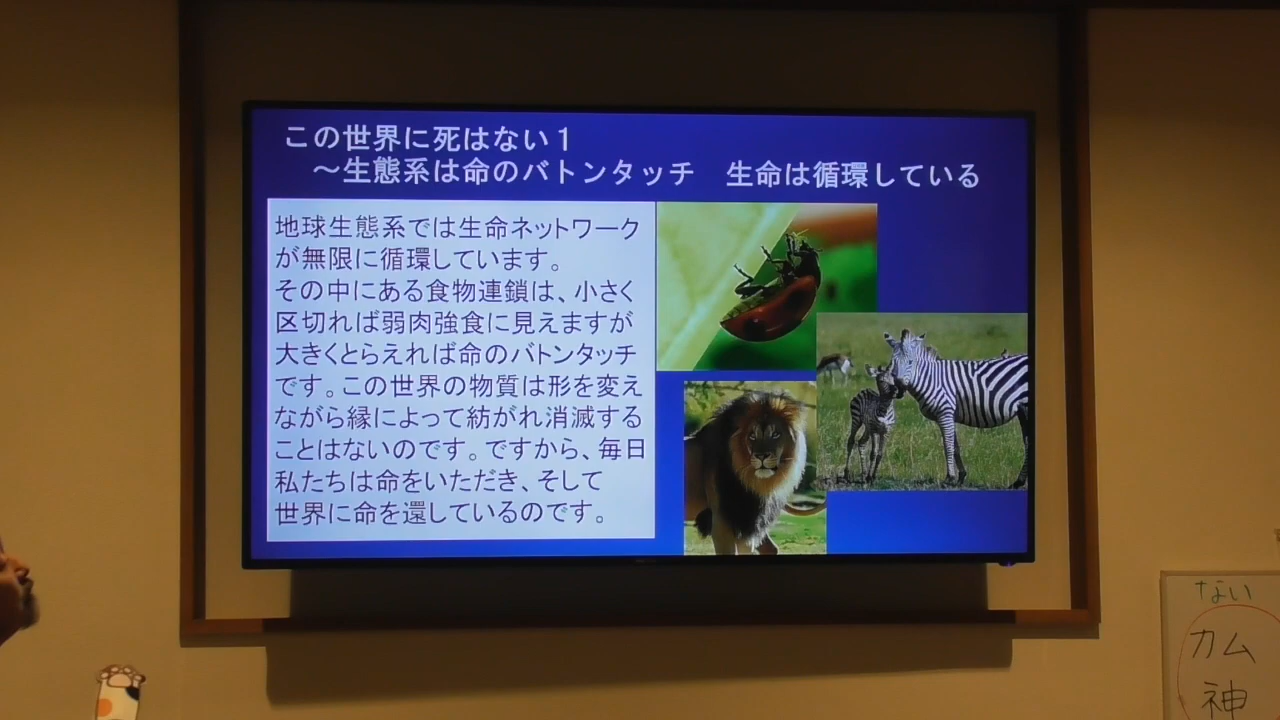 この世界に死はない1
～生態系は命のバトンタッチ　生命は循環している
地球生態系では生命ネットワーク
が無限に循環しています。
その中にある食物連鎖は、小さく
区切れば弱肉強食に見えますが
大きくとらえれば命のバトンタッチ
です。この世界の物質は形を変え
ながら縁によって紡がれ消滅する
ことはないのです。ですから、毎日
私たちは命をいただき、そして
世界に命を還しているのです。
ない
カム
神